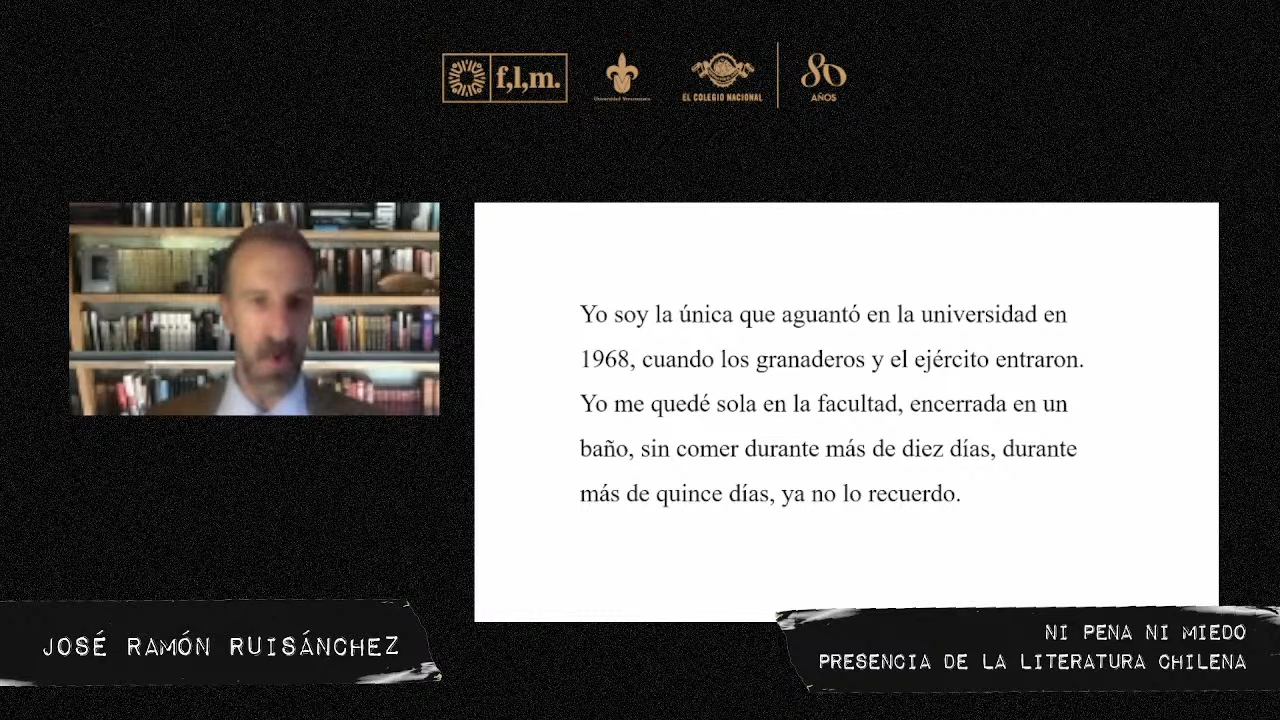 f,l,m.
Universidad Veracruzana
EL COLEGIO NACIONAL
80
AÑOS
Yo soy la única que aguantó en la universidad en
1968, cuando los granaderos y el ejército entraron.
Yo me quedé sola en la facultad, encerrada en un
baño, sin comer durante más de diez días, durante
más de quince días, ya no lo recuerdo.
JOSÉ RAMÓN RUISÁNCHEZ
NI PENA NI MIEDO
PRESENCIA DE LA LITERATURA CHILENA